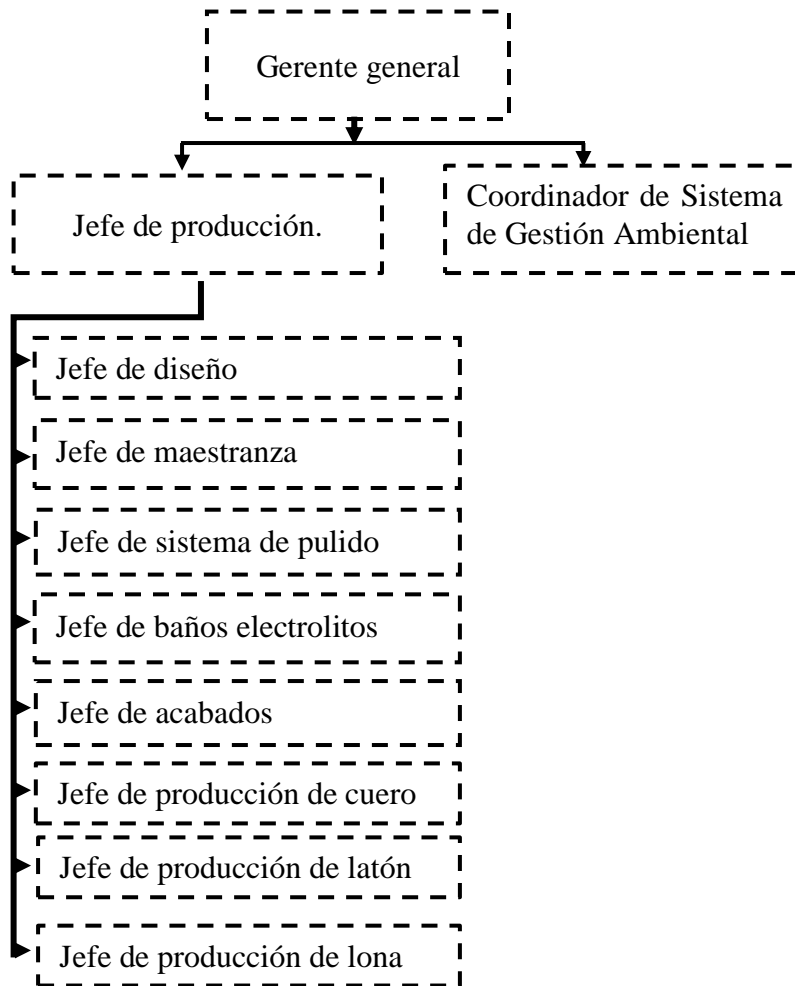 Gerente general
Jefe de producción.
Coordinador de Sistema
de Gestión Ambiental
Jefe de diseño
Jefe de maestranza
Jefe de sistema de pulido
Jefe de baños electrolitos
Jefe de acabados
Jefe de producción de cuero
Jefe de producción de latón
Jefe de producción de lona